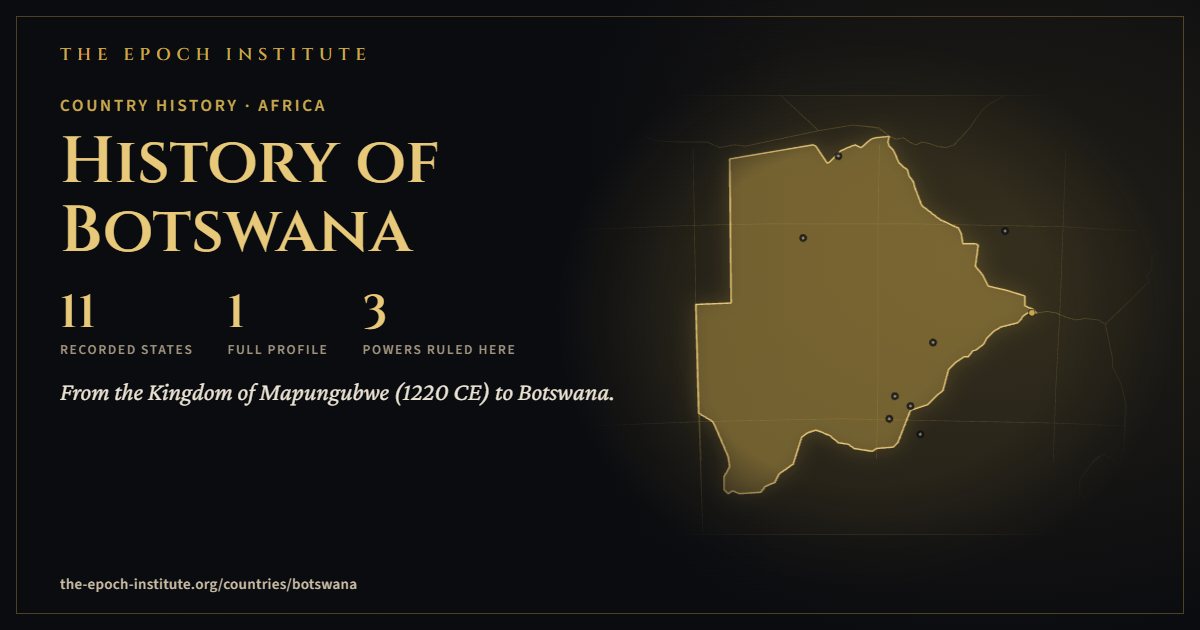 THE EPOCH INSTITUTE
COUNTRY HISTORY · AFRICA
HISTORY OF
BOTSWANA
11 1 3
RECORDED STATES FULL PROFILE POWERS RULED HERE
From the Kingdom of Mapungubwe (1220 CE) to Botswana.
the-epoch-institute.org/countries/botswana